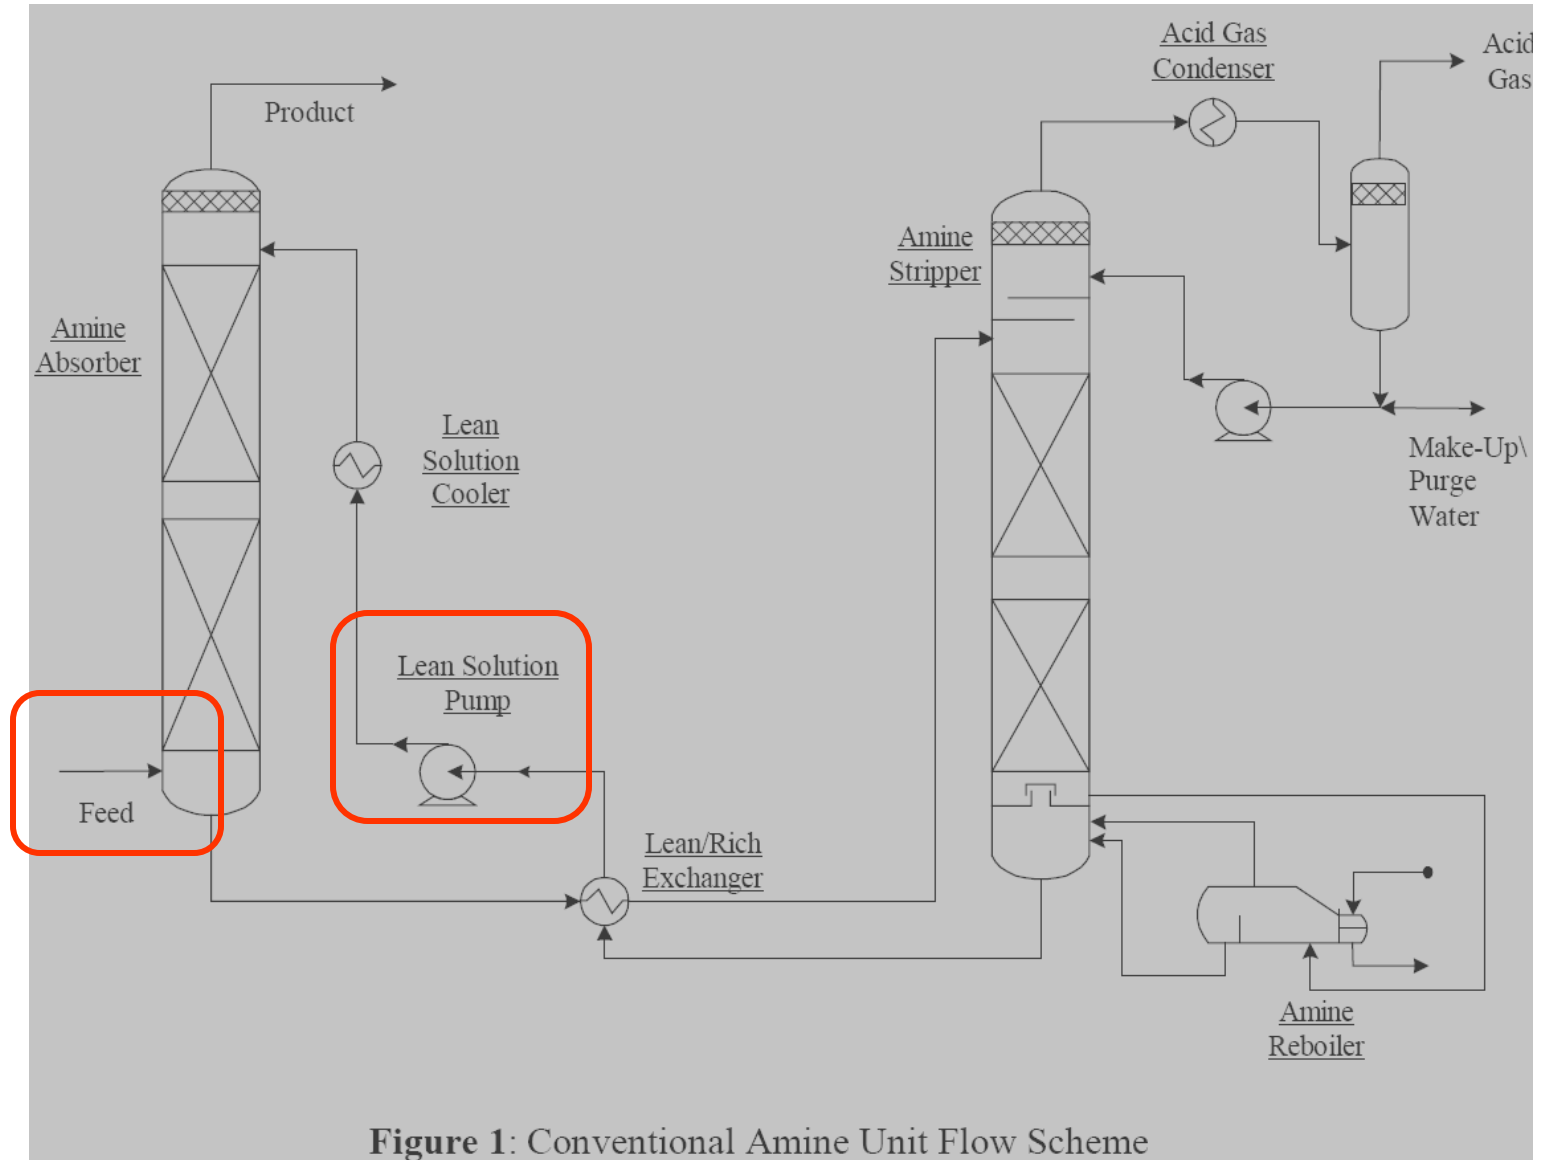 Acid Gas
Condenser
Acid
Gas
Product
Amine
Stripper
Amine
Absorber
Lean
Solution
Cooler
Make-Up\
Purge
Water
Lean Solution
Pump
Feed
Lean/Rich
Exchanger
Amine
Reboiler
Figure 1: Conventional Amine Unit Flow Scheme